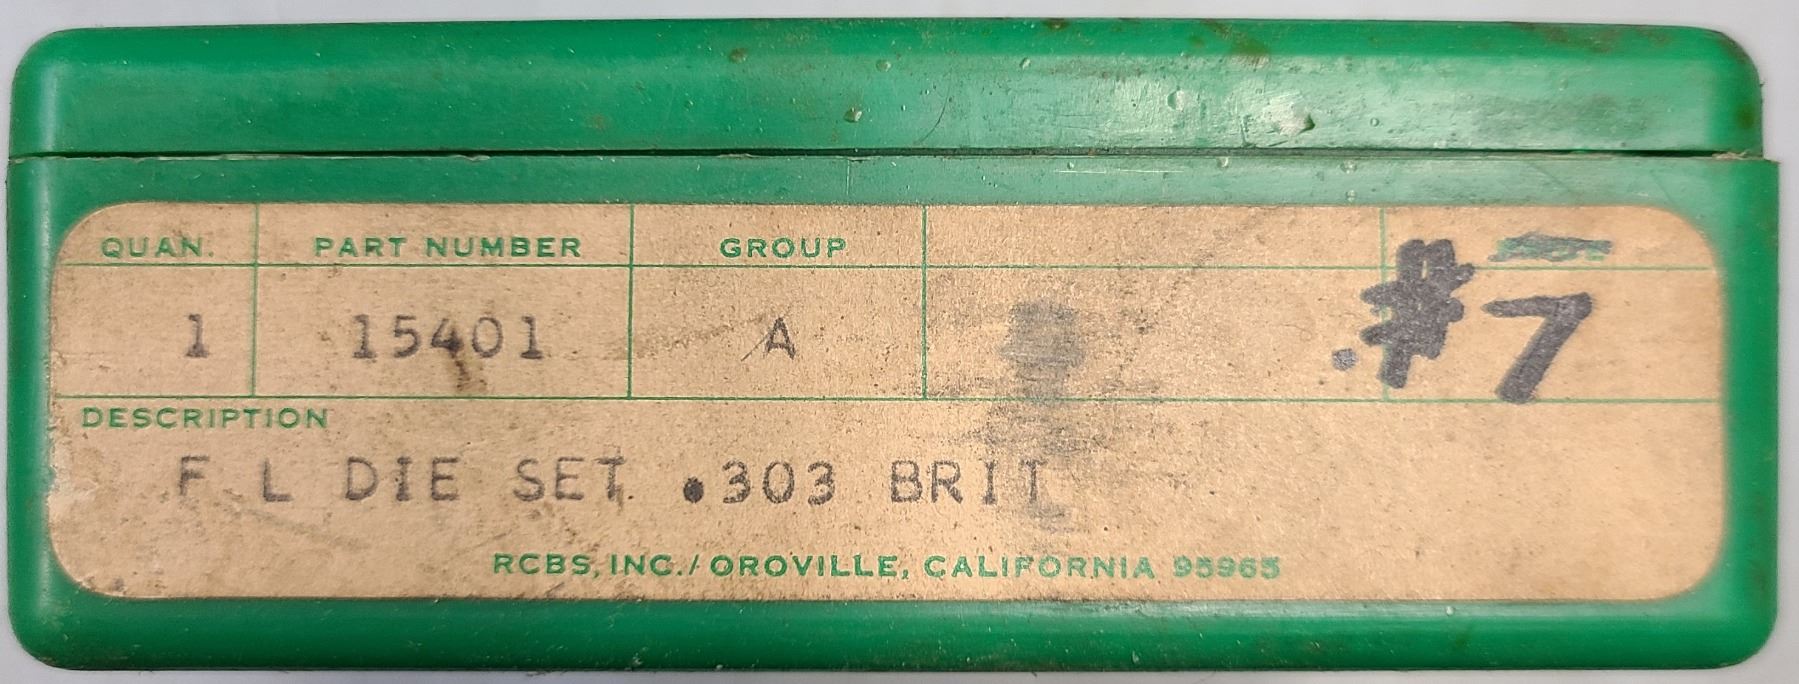 QUAN. PART NUMBER GROUP
1 15401 A #7
DESCRIPTION
F L DIE SET .303 BRIT
RCBS, INC. / OROVILLE, CALIFORNIA 95965